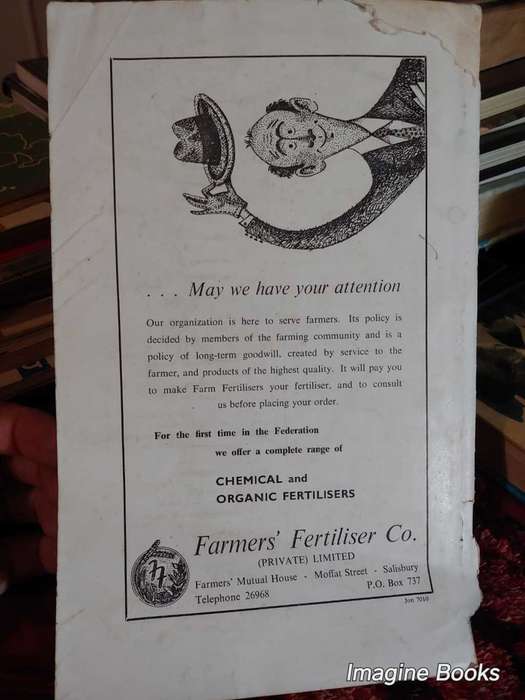 . . . May we have your attention
Our organization is here to serve farmers. Its policy is
decided by members of the farming community and is a
policy of long-term goodwill, created by service to the
farmer, and products of the highest quality. It will pay you
to make Farm Fertilisers your fertiliser, and to consult
us before placing your order.
For the first time in the Federation
we offer a complete range of
CHEMICAL and
ORGANIC FERTILISERS
Farmers' Fertiliser Co.
(PRIVATE) LIMITED
Farmers' Mutual House - Moffat Street - Salisbury
Telephone 26968 P.O. Box 737
Jon 7010
Imagine Books